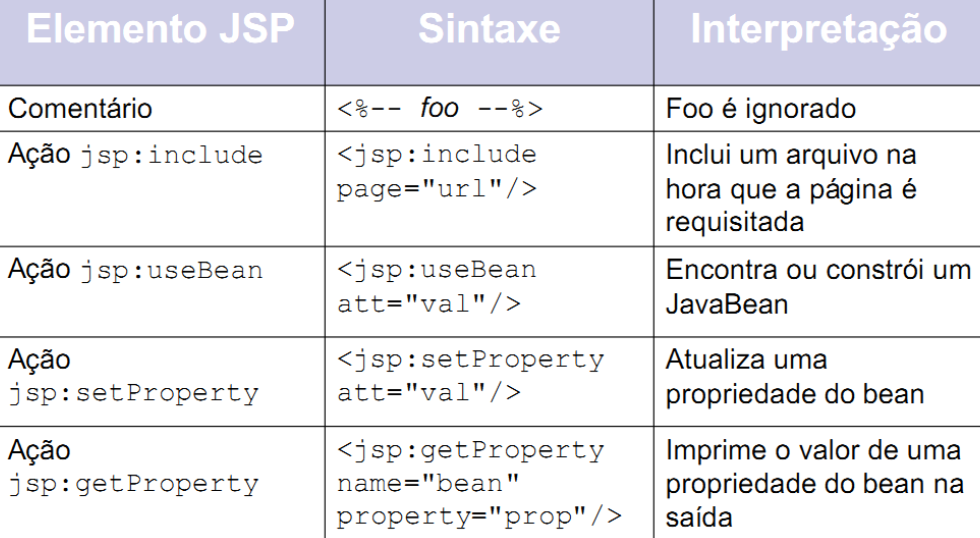 Elemento JSP
Sintaxe
Interpretação
Comentário
<%-- foo --%>
Foo é ignorado
Ação jsp:include
<jsp:include
page="url"/>
Inclui um arquivo na
hora que a página é
requisitada
Ação jsp:useBean
<jsp:useBean
att="val"/>
Encontra ou constrói um
JavaBean
Ação
jsp:setProperty
<jsp:setProperty
att="val"/>
Atualiza uma
propriedade do bean
Ação
jsp:getProperty
<jsp:getProperty
name="bean"
property="prop"/>
Imprime o valor de uma
propriedade do bean na
saída